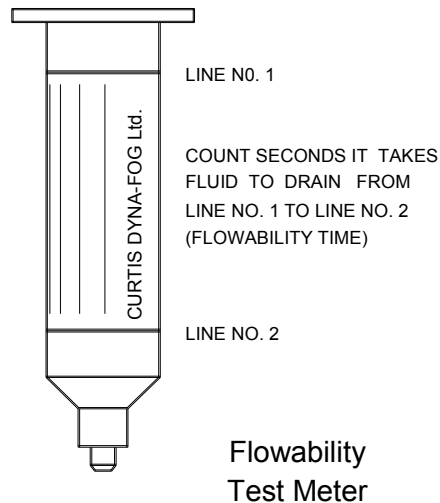 LINE N0. 1
CURTIS DYNA-FOG Ltd.
COUNT SECONDS IT TAKES
FLUID TO DRAIN FROM
LINE NO. 1 TO LINE NO. 2
(FLOWABILITY TIME)
LINE NO. 2
Flowability
Test Meter